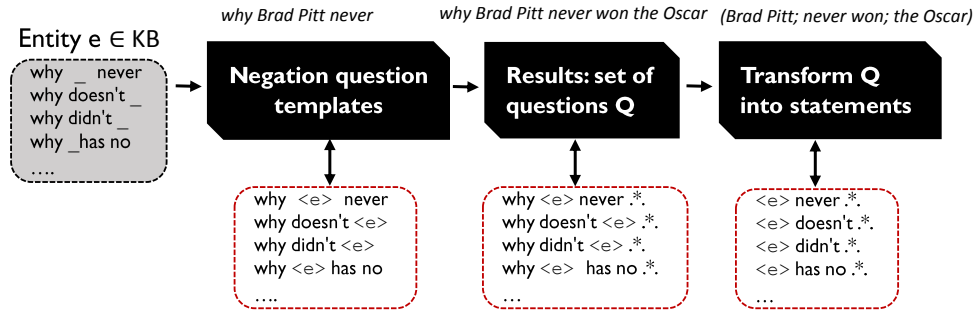 why Brad Pitt never
why Brad Pitt never won the Oscar
(Brad Pitt; never won; the Oscar)
Entity e ∈ KB
why _ never
why doesn't _
why didn't _
why _has no
....
Negation question
templates
Results: set of
questions Q
Transform Q
into statements
why <e> never
why doesn't <e>
why didn't <e>
why <e> has no
....
why <e> never .*.
why doesn't <e> .*.
why didn't <e> .*.
why <e> has no .*.
...
<e> never .*.
<e> doesn't .*.
<e> didn't .*.
<e> has no .*.
...